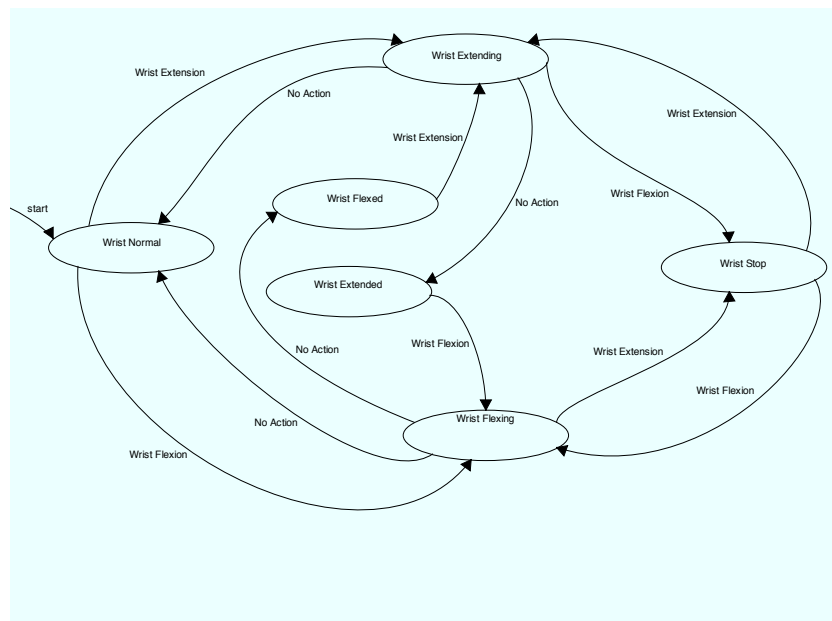 Wrist Extending
Wrist Extension
No Action
Wrist Extension
Wrist Extension
Wrist Flexion
Wrist Flexed
No Action
start
Wrist Normal
Wrist Stop
Wrist Extended
Wrist Flexion
No Action
Wrist Extension
Wrist Flexion
Wrist Flexing
No Action
Wrist Flexion